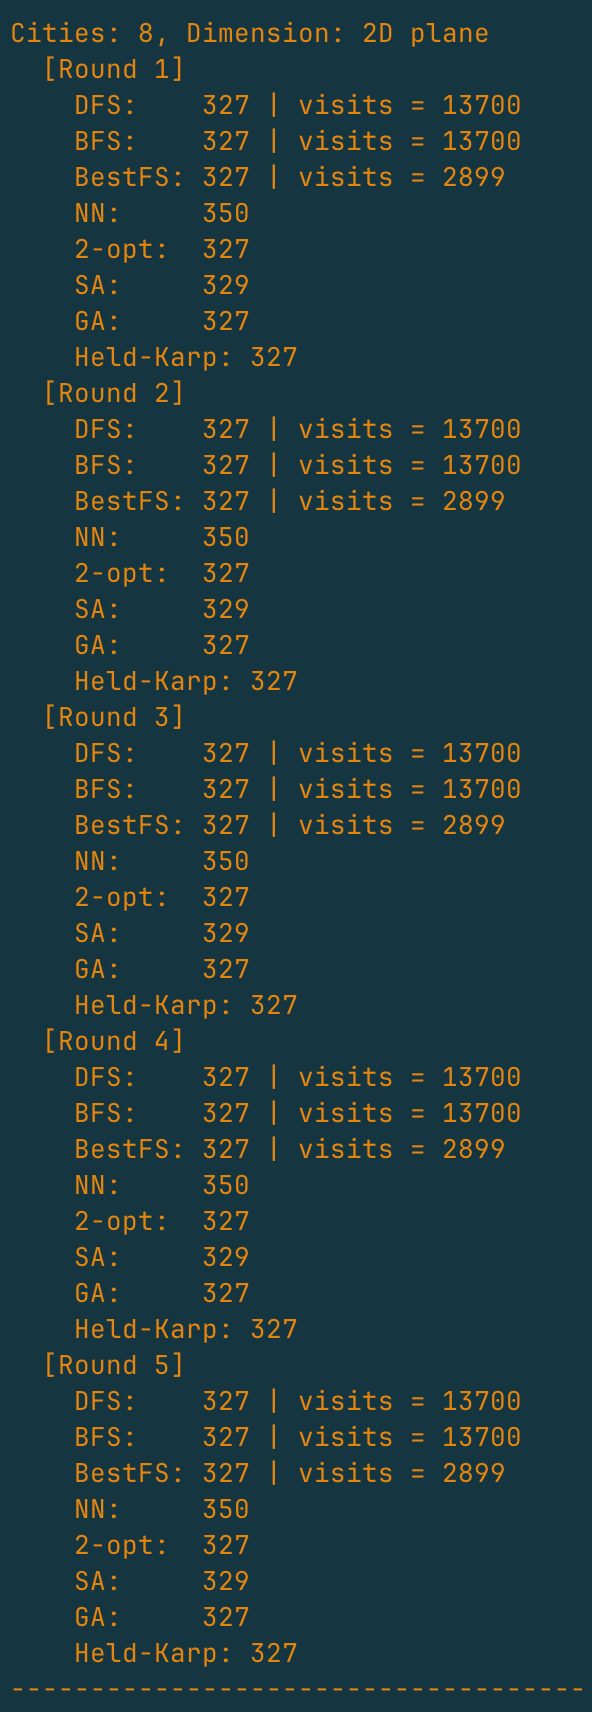 Cities: 8, Dimension: 2D plane
  [Round 1]
    DFS:    327 | visits = 13700
    BFS:    327 | visits = 13700
    BestFS: 327 | visits = 2899
    NN:     350
    2-opt:  327
    SA:     329
    GA:     327
    Held-Karp: 327
  [Round 2]
    DFS:    327 | visits = 13700
    BFS:    327 | visits = 13700
    BestFS: 327 | visits = 2899
    NN:     350
    2-opt:  327
    SA:     329
    GA:     327
    Held-Karp: 327
  [Round 3]
    DFS:    327 | visits = 13700
    BFS:    327 | visits = 13700
    BestFS: 327 | visits = 2899
    NN:     350
    2-opt:  327
    SA:     329
    GA:     327
    Held-Karp: 327
  [Round 4]
    DFS:    327 | visits = 13700
    BFS:    327 | visits = 13700
    BestFS: 327 | visits = 2899
    NN:     350
    2-opt:  327
    SA:     329
    GA:     327
    Held-Karp: 327
  [Round 5]
    DFS:    327 | visits = 13700
    BFS:    327 | visits = 13700
    BestFS: 327 | visits = 2899
    NN:     350
    2-opt:  327
    SA:     329
    GA:     327
    Held-Karp: 327
------------------------------------